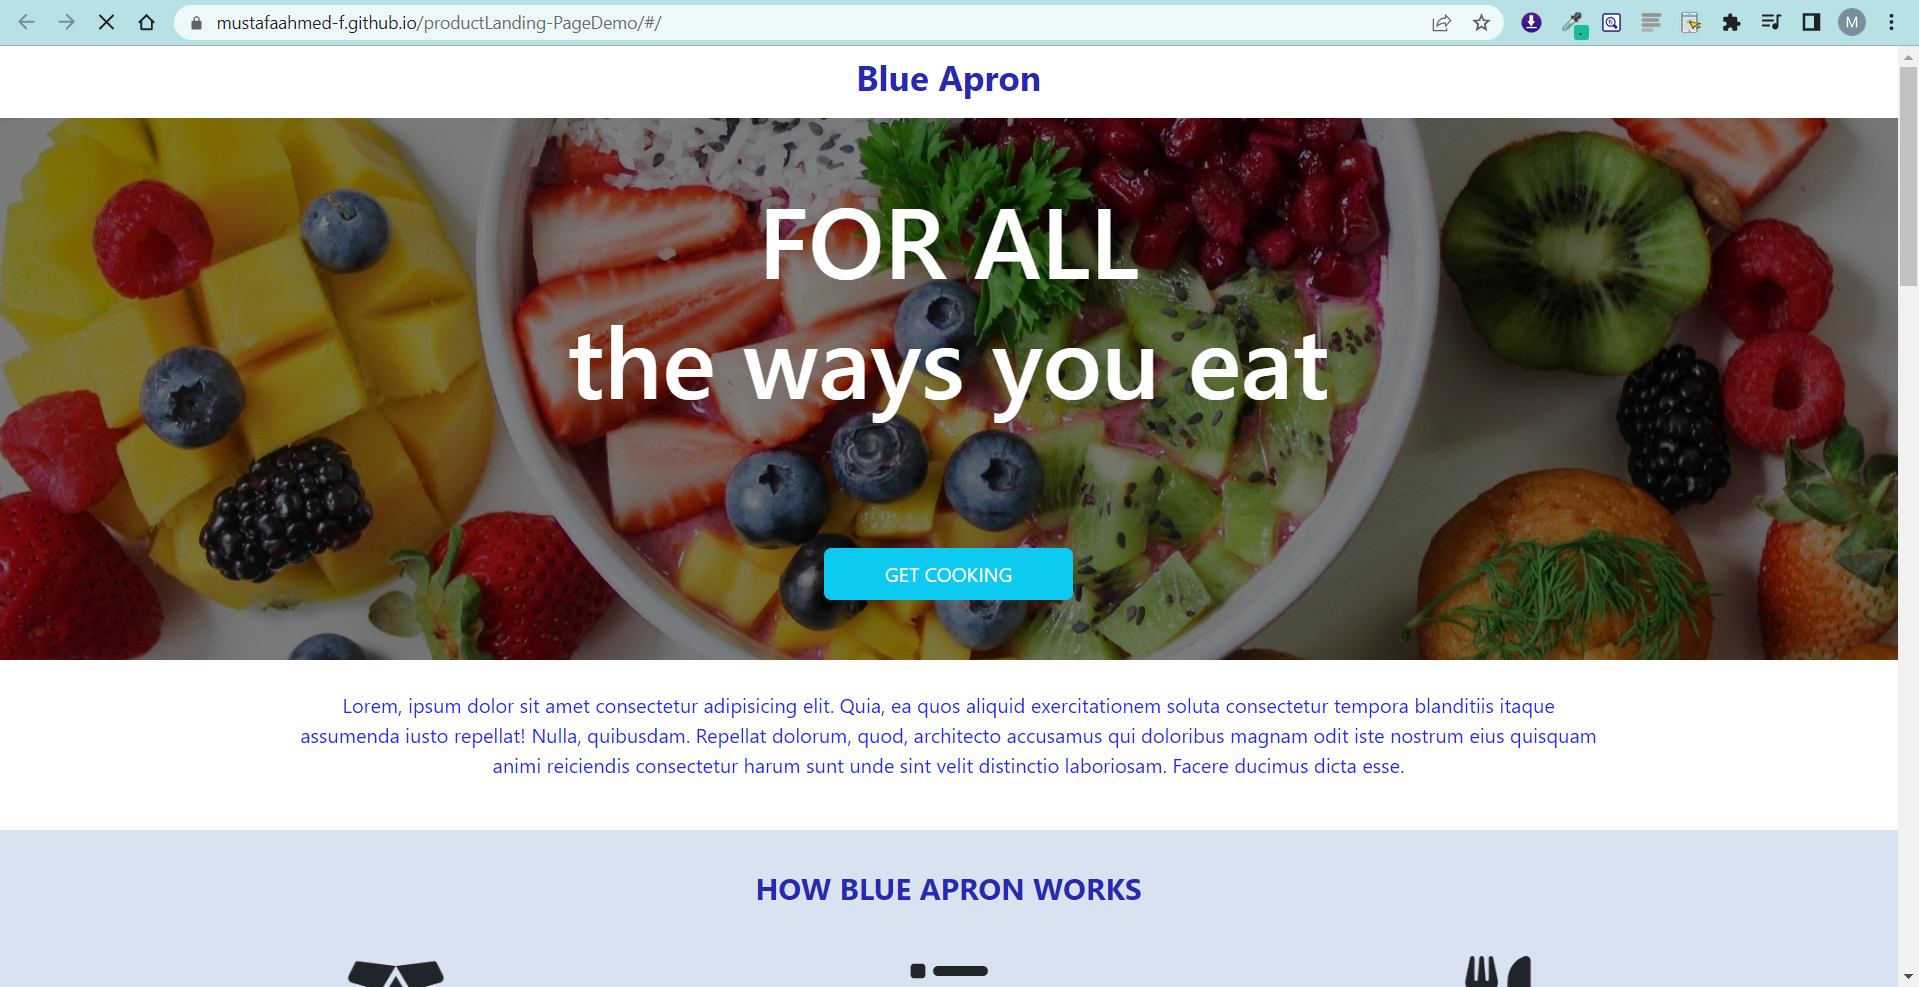 mustafaahmed-f.github.io/productLanding-PageDemo/#/
M
Blue Apron
FOR ALL
the ways you eat
GET COOKING
Lorem, ipsum dolor sit amet consectetur adipisicing elit. Quia, ea quos aliquid exercitationem soluta consectetur tempora blanditiis itaque
assumenda iusto repellat! Nulla, quibusdam. Repellat dolorum, quod, architecto accusamus qui doloribus magnam odit iste nostrum eius quisquam
animi reiciendis consectetur harum sunt unde sint velit distinctio laboriosam. Facere ducimus dicta esse.
HOW BLUE APRON WORKS